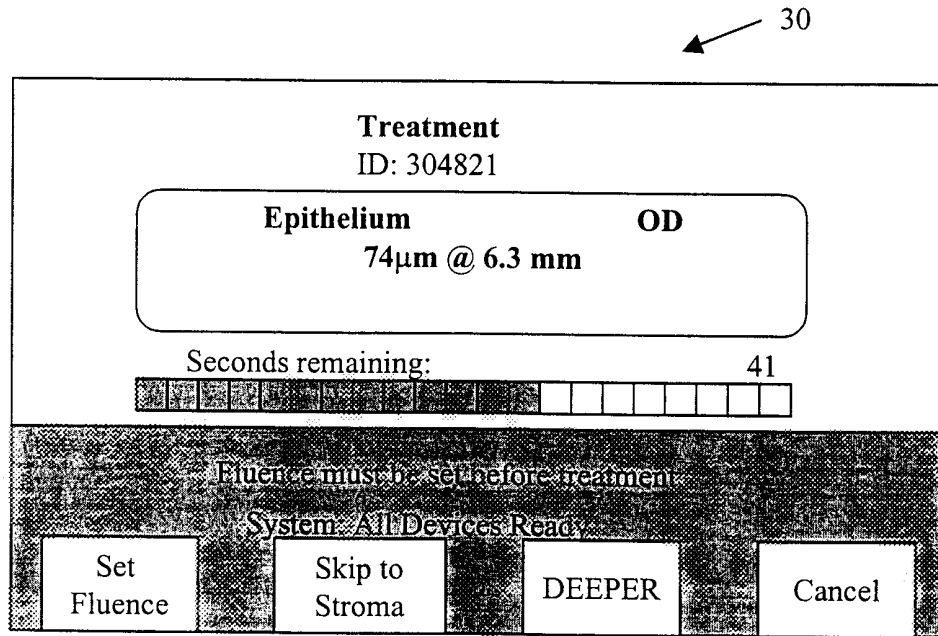 30
Treatment
ID: 304821
Epithelium OD
74μm @ 6.3 mm
Seconds remaining: 41
Fluence must be set before treatment.
System: All Devices Ready.
Set
Fluence
Skip to
Stroma
DEEPER
Cancel